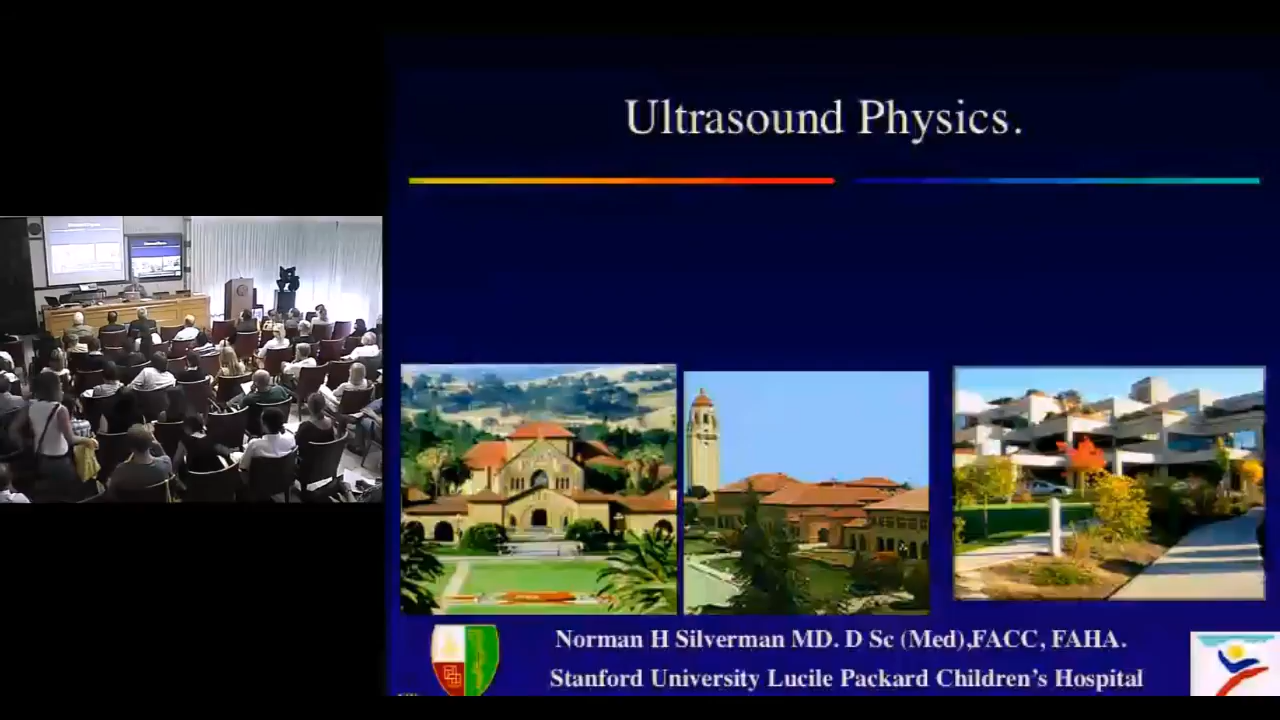 Ultrasound Physics.
Norman H Silverman MD. D Sc (Med),FACC, FAHA.
Stanford University Lucile Packard Children's Hospital